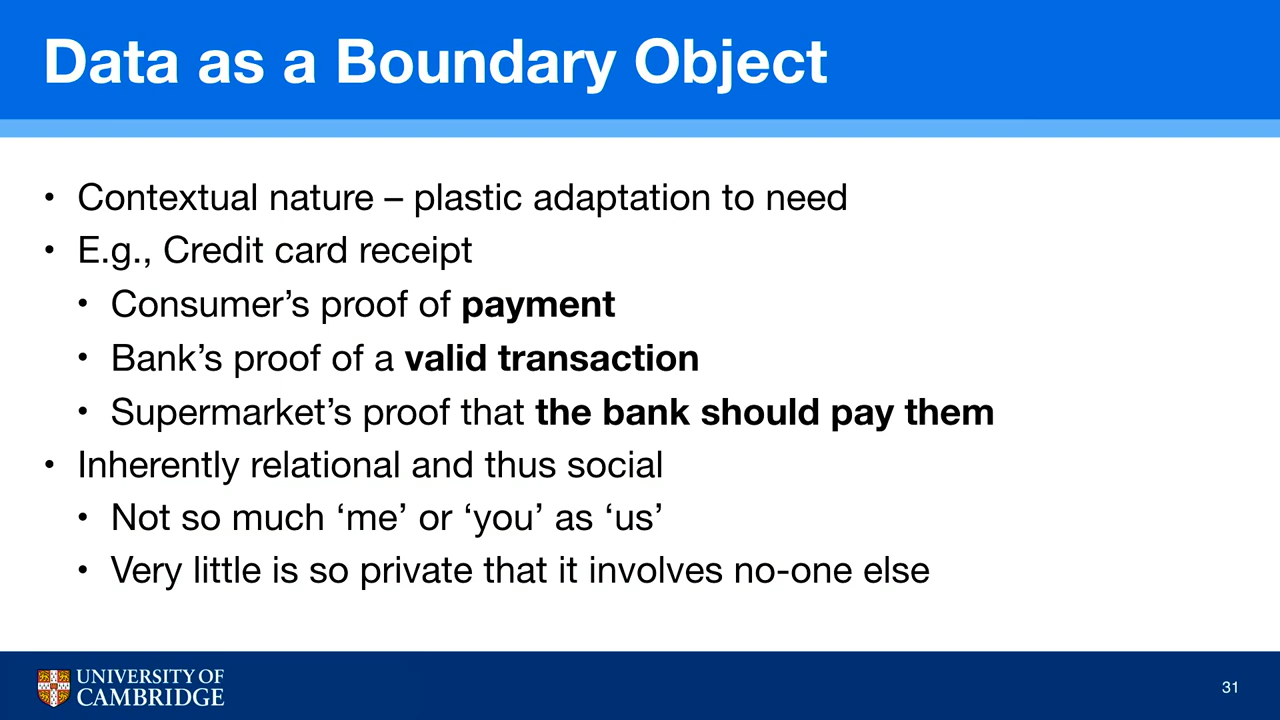 Data as a Boundary Object
• Contextual nature – plastic adaptation to need
• E.g., Credit card receipt
• Consumer’s proof of payment
• Bank’s proof of a valid transaction
• Supermarket’s proof that the bank should pay them
• Inherently relational and thus social
• Not so much ‘me’ or ‘you’ as ‘us’
• Very little is so private that it involves no-one else
UNIVERSITY OF
CAMBRIDGE
31